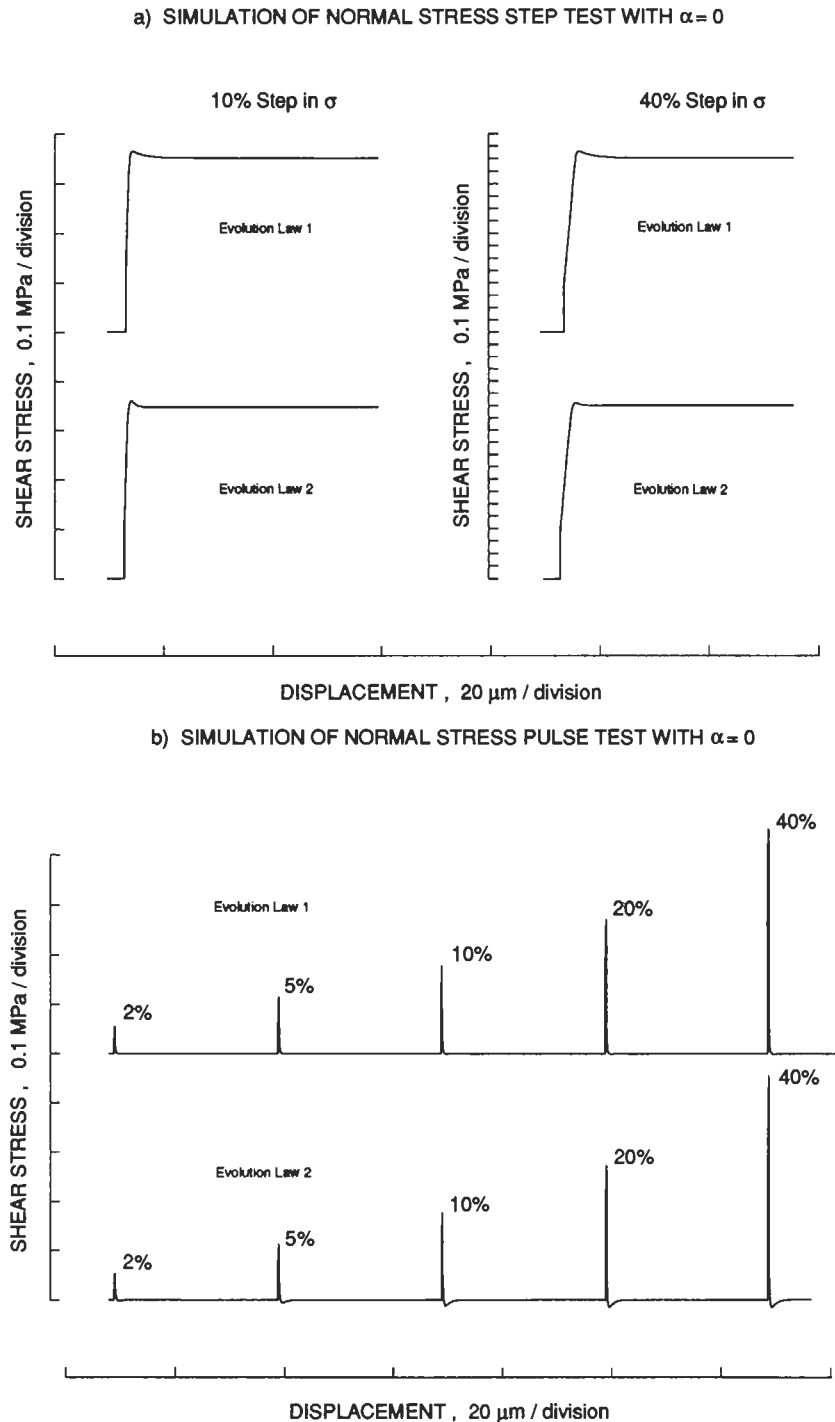 a) SIMULATION OF NORMAL STRESS STEP TEST WITH α = 0
10% Step in σ
40% Step in σ
SHEAR STRESS , 0.1 MPa / division
Evolution Law 1
Evolution Law 2
SHEAR STRESS , 0.1 MPa / division
Evolution Law 1
Evolution Law 2
DISPLACEMENT , 20 µm / division
b) SIMULATION OF NORMAL STRESS PULSE TEST WITH α = 0
SHEAR STRESS , 0.1 MPa / division
Evolution Law 1
2%
5%
10%
20%
40%
Evolution Law 2
2%
5%
10%
20%
40%
DISPLACEMENT , 20 µm / division